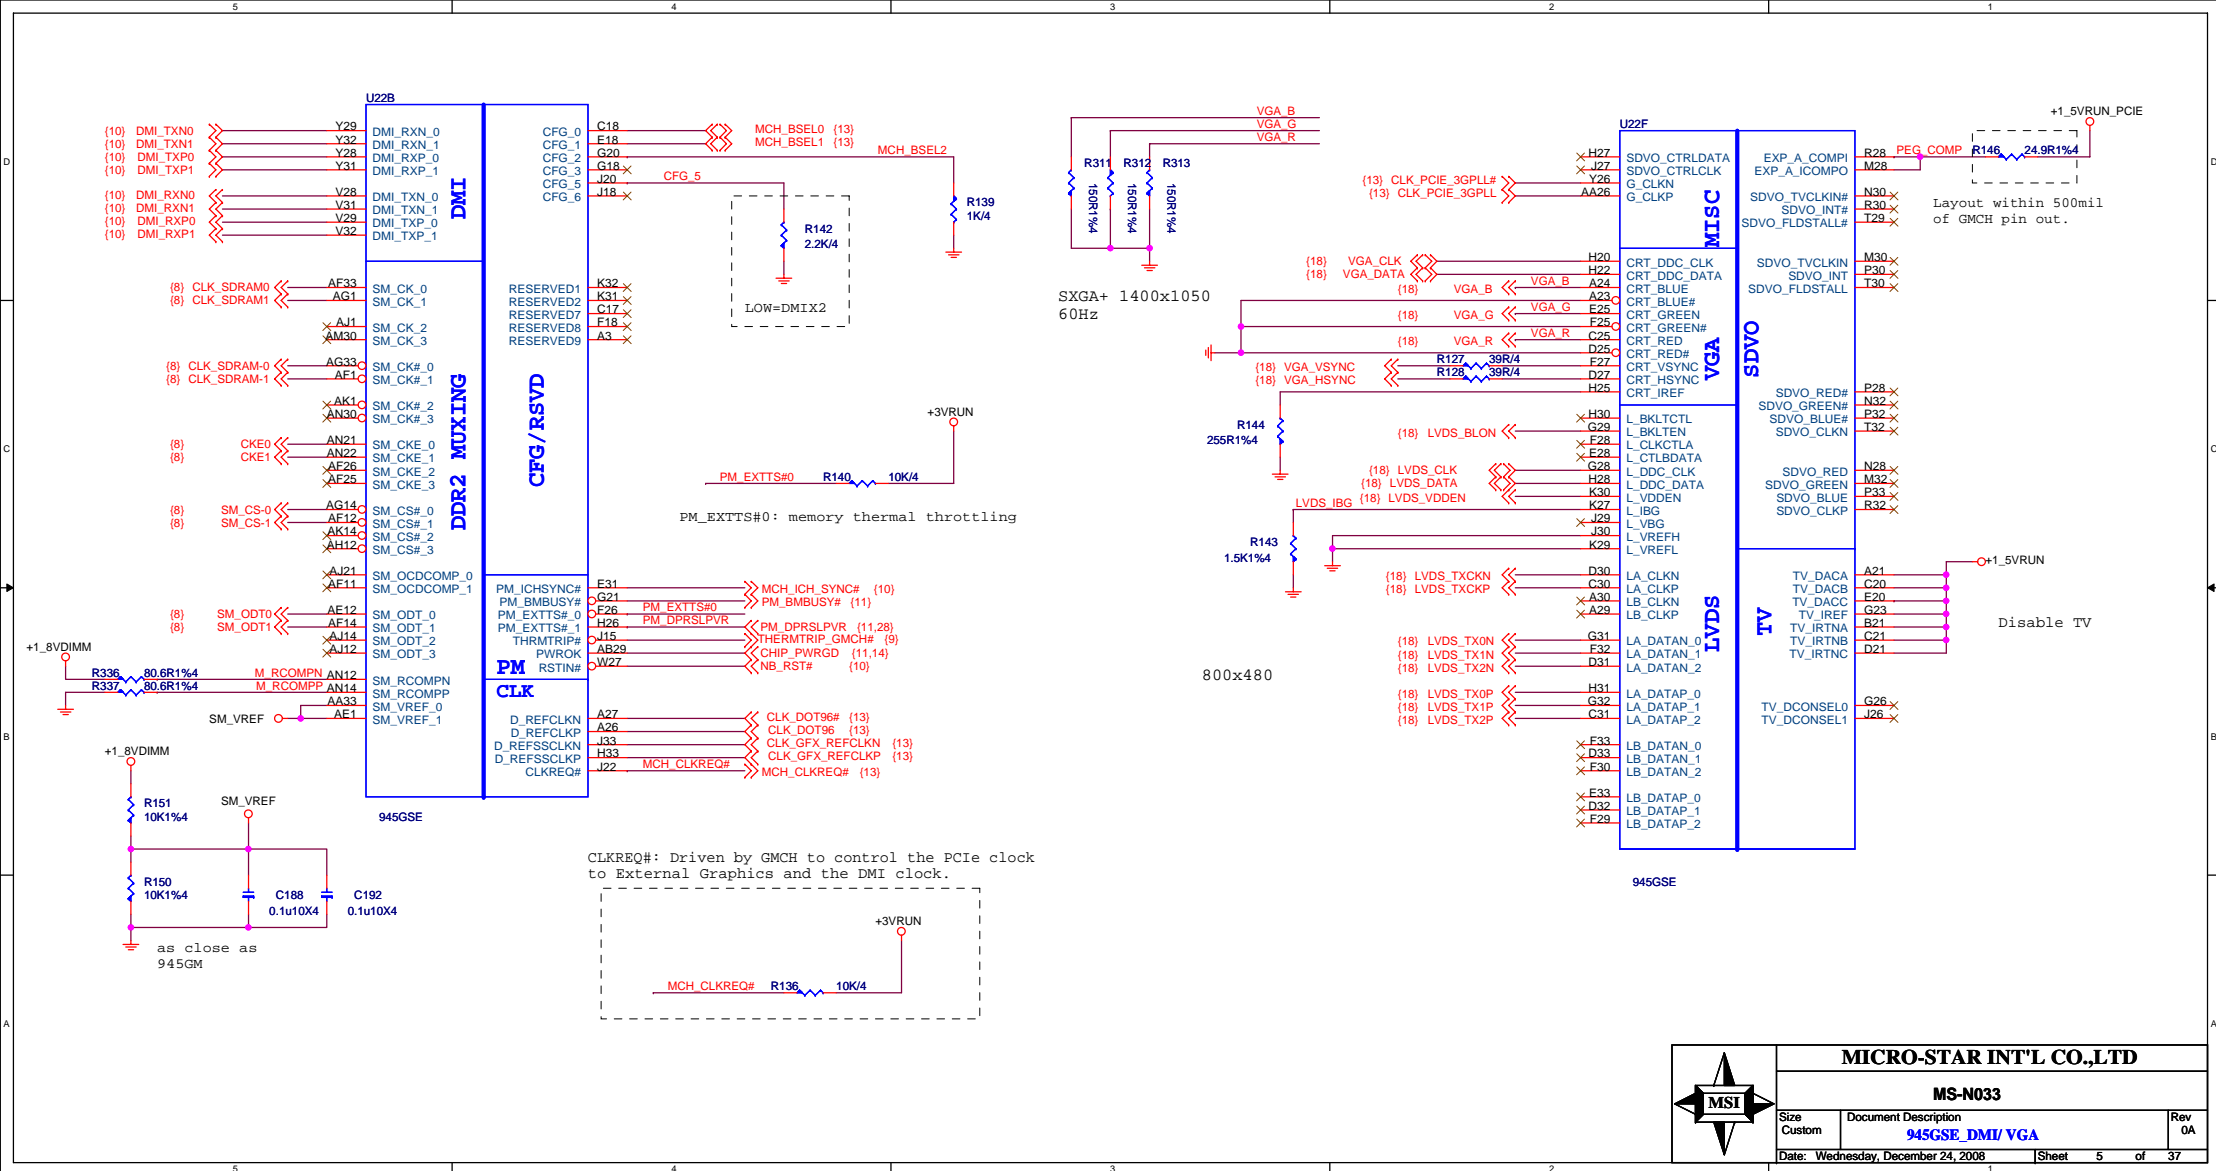 5 4 3 2 1
D
C
B
A
U22B
{10} DMI_TXN0 Y29 DMI_RXN_0
{10} DMI_TXN1 Y32 DMI_RXN_1
{10} DMI_TXP0 Y28 DMI_RXP_0
{10} DMI_TXP1 Y31 DMI_RXP_1
{10} DMI_RXN0 V28 DMI_TXN_0
{10} DMI_RXN1 V31 DMI_TXN_1
{10} DMI_RXP0 V29 DMI_TXP_0
{10} DMI_RXP1 V32 DMI_TXP_1
DMI
{8} CLK_SDRAM0 AF33 SM_CK_0
{8} CLK_SDRAM1 AG1 SM_CK_1
AJ1 SM_CK_2
AM30 SM_CK_3
{8} CLK_SDRAM-0 AG33 SM_CK#_0
{8} CLK_SDRAM-1 AF1 SM_CK#_1
AK1 SM_CK#_2
AN30 SM_CK#_3
{8} CKE0 AN21 SM_CKE_0
{8} CKE1 AN22 SM_CKE_1
AF26 SM_CKE_2
AF25 SM_CKE_3
{8} SM_CS-0 AG14 SM_CS#_0
{8} SM_CS-1 AF12 SM_CS#_1
AK14 SM_CS#_2
AH12 SM_CS#_3
AJ21 SM_OCDCOMP_0
AF11 SM_OCDCOMP_1
{8} SM_ODT0 AE12 SM_ODT_0
{8} SM_ODT1 AF14 SM_ODT_1
AJ14 SM_ODT_2
AJ12 SM_ODT_3
DDR2 MUXING
+1_8VDIMM
R336 80.6R1%4 M_RCOMPN AN12 SM_RCOMPN
R337 80.6R1%4 M_RCOMPP AN14 SM_RCOMPP
AA33 SM_VREF_0
SM_VREF AE1 SM_VREF_1
CFG_0 C18 MCH_BSEL0 {13}
CFG_1 E18 MCH_BSEL1 {13}
CFG_2 G20 MCH_BSEL2
CFG_3 G18
CFG_5 J20 CFG_5
CFG_6 J18
R142
2.2K/4
LOW=DMIX2
R139
1K/4
RESERVED1 K32
RESERVED2 K31
RESERVED7 C17
RESERVED8 F18
RESERVED9 A3
CFG/RSVD
+3VRUN
PM_EXTTS#0 R140 10K/4
PM_EXTTS#0: memory thermal throttling
PM_ICHSYNC# E31 MCH_ICH_SYNC# {10}
PM_BMBUSY# G21 PM_BMBUSY# {11}
PM_EXTTS#_0 F26 PM_EXTTS#0
PM_EXTTS#_1 H26 PM_DPRSLPVR PM_DPRSLPVR {11,28}
THRMTRIP# J15 THERMTRIP_GMCH# {9}
PWROK AB29 CHIP_PWRGD {11,14}
RSTIN# W27 NB_RST# {10}
PM
CLK
D_REFCLKN A27 CLK_DOT96# {13}
D_REFCLKP A26 CLK_DOT96 {13}
D_REFSSCLKN J33 CLK_GFX_REFCLKN {13}
D_REFSSCLKP H33 CLK_GFX_REFCLKP {13}
CLKREQ# J22 MCH_CLKREQ# MCH_CLKREQ# {13}
945GSE
+1_8VDIMM
R151
10K1%4
SM_VREF
R150
10K1%4
C188
0.1u10X4
C192
0.1u10X4
as close as
945GM
CLKREQ#: Driven by GMCH to control the PCIe clock
to External Graphics and the DMI clock.
+3VRUN
MCH_CLKREQ# R136 10K/4
VGA_B
VGA_G
VGA_R
R311 R312 R313
150R1%4 150R1%4 150R1%4
SXGA+ 1400x1050
60Hz
U22F
H27 SDVO_CTRLDATA
J27 SDVO_CTRLCLK
{13} CLK_PCIE_3GPLL# Y26 G_CLKN
{13} CLK_PCIE_3GPLL AA26 G_CLKP
MISC
{18} VGA_CLK H20 CRT_DDC_CLK
{18} VGA_DATA H22 CRT_DDC_DATA
{18} VGA_B VGA_B A24 CRT_BLUE
A23 CRT_BLUE#
{18} VGA_G VGA_G E25 CRT_GREEN
F25 CRT_GREEN#
{18} VGA_R VGA_R C25 CRT_RED
D25 CRT_RED#
{18} VGA_VSYNC R127 39R/4 F27 CRT_VSYNC
{18} VGA_HSYNC R128 39R/4 D27 CRT_HSYNC
H25 CRT_IREF
VGA
R144
255R1%4
H30 L_BKLTCTL
{18} LVDS_BLON G29 L_BKLTEN
F28 L_CLKCTLA
E28 L_CTLBDATA
{18} LVDS_CLK G28 L_DDC_CLK
{18} LVDS_DATA H28 L_DDC_DATA
{18} LVDS_VDDEN K30 L_VDDEN
LVDS_IBG K27 L_IBG
J29 L_VBG
J30 L_VREFH
K29 L_VREFL
R143
1.5K1%4
{18} LVDS_TXCKN D30 LA_CLKN
{18} LVDS_TXCKP C30 LA_CLKP
A30 LB_CLKN
A29 LB_CLKP
{18} LVDS_TX0N G31 LA_DATAN_0
{18} LVDS_TX1N F32 LA_DATAN_1
{18} LVDS_TX2N D31 LA_DATAN_2
LVDS
800x480
{18} LVDS_TX0P H31 LA_DATAP_0
{18} LVDS_TX1P G32 LA_DATAP_1
{18} LVDS_TX2P C31 LA_DATAP_2
F33 LB_DATAN_0
D33 LB_DATAN_1
F30 LB_DATAN_2
E33 LB_DATAP_0
D32 LB_DATAP_1
F29 LB_DATAP_2
945GSE
+1_5VRUN_PCIE
EXP_A_COMPI R28 PEG_COMP R146 24.9R1%4
EXP_A_ICOMPO M28
Layout within 500mil
of GMCH pin out.
SDVO_TVCLKIN# N30
SDVO_INT# R30
SDVO_FLDSTALL# T29
SDVO_TVCLKIN M30
SDVO_INT P30
SDVO_FLDSTALL T30
SDVO
SDVO_RED# P28
SDVO_GREEN# N32
SDVO_BLUE# P32
SDVO_CLKN T32
SDVO_RED N28
SDVO_GREEN M32
SDVO_BLUE P33
SDVO_CLKP R32
+1_5VRUN
TV_DACA A21
TV_DACB C20
TV_DACC E20
TV_IREF G23
TV_IRTNA B21
TV_IRTNB C21
TV_IRTNC D21
TV
Disable TV
TV_DCONSEL0 G26
TV_DCONSEL1 J26
MSI
MICRO-STAR INT'L CO.,LTD
MS-N033
Size
Custom
Document Description
945GSE_DMI/ VGA
Rev
0A
Date: Wednesday, December 24, 2008 Sheet 5 of 37
D
C
B
A
5 4 3 2 1